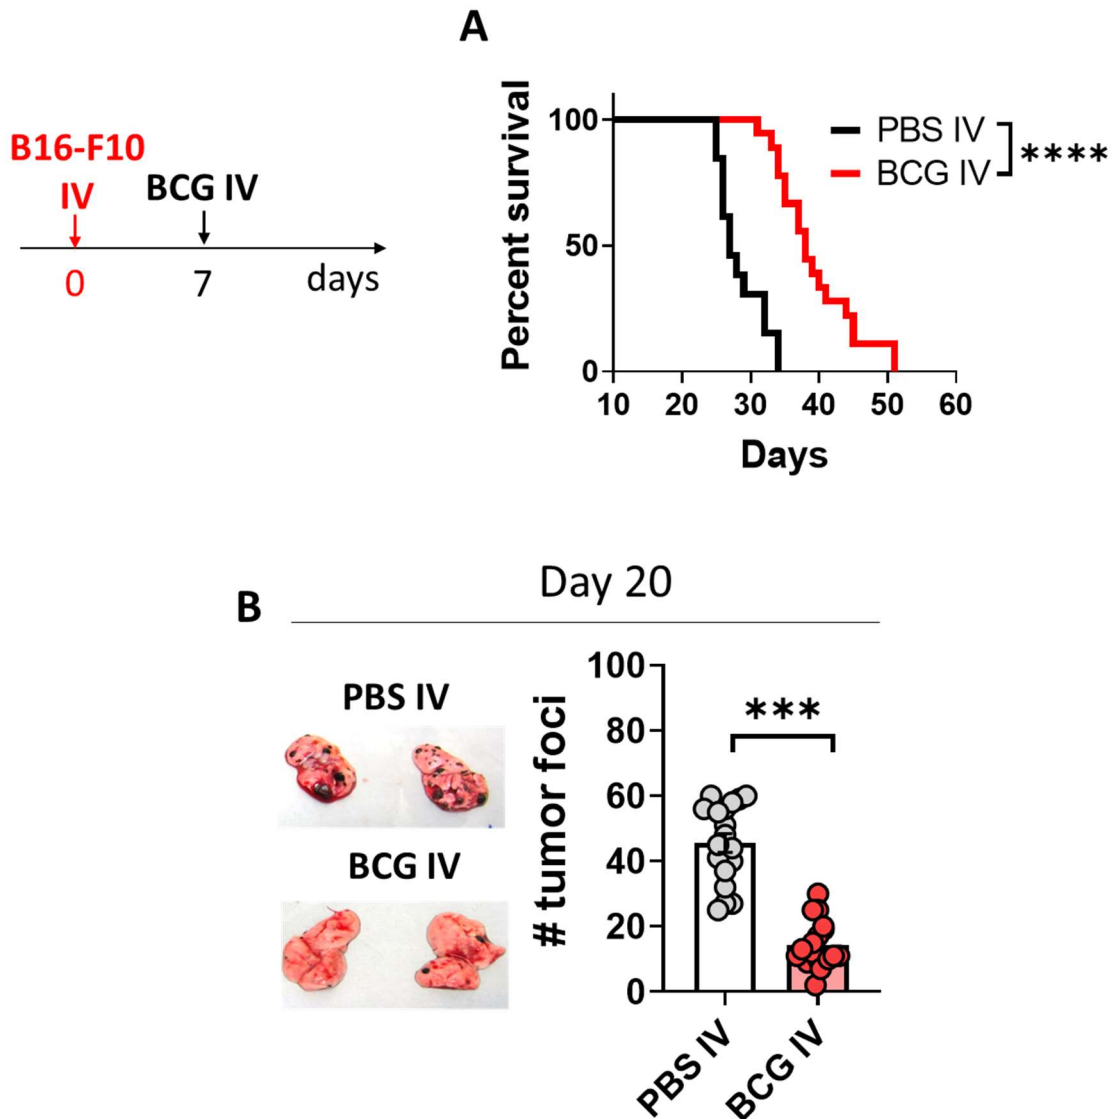 A
B16-F10
IV
BCG IV
0
7
days
Percent survival
100
50
0
10 20 30 40 50 60
Days
PBS IV
BCG IV
****
B
Day 20
PBS IV
BCG IV
# tumor foci
100
80
60
40
20
0
***
PBS IV
BCG IV